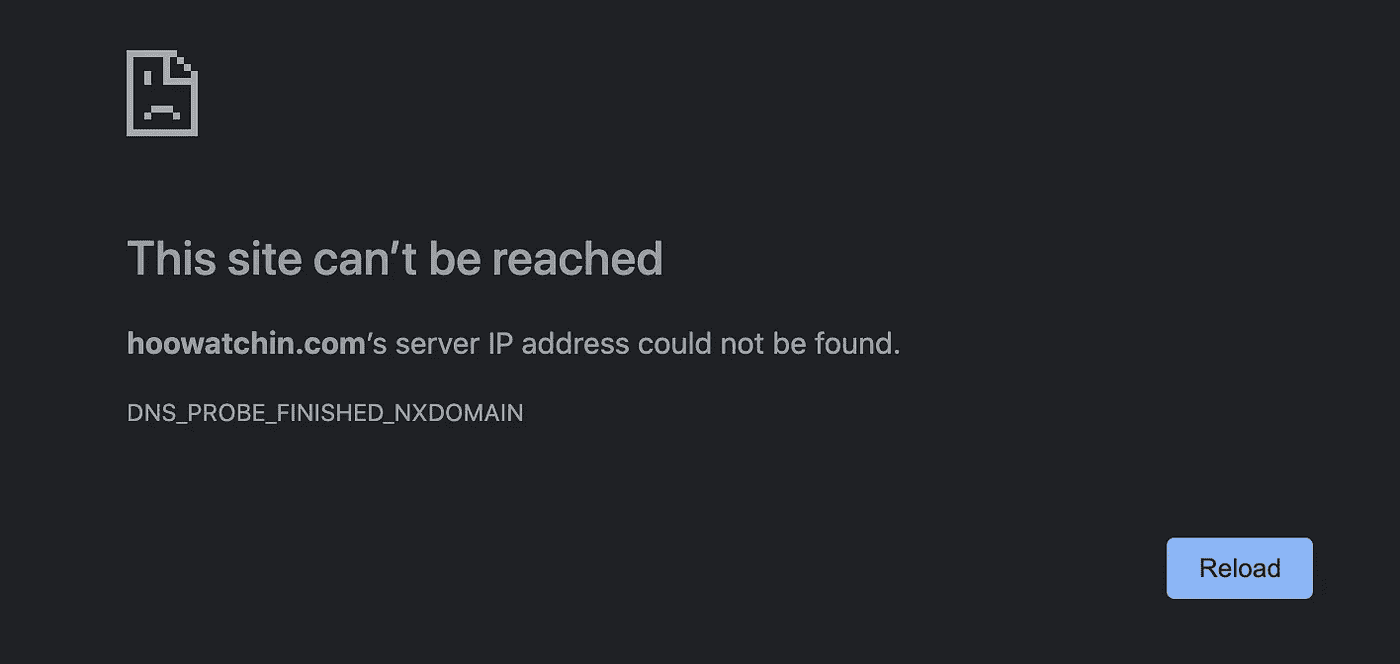 This site can’t be reached
hoowatchin.com’s server IP address could not be found.
DNS_PROBE_FINISHED_NXDOMAIN
Reload